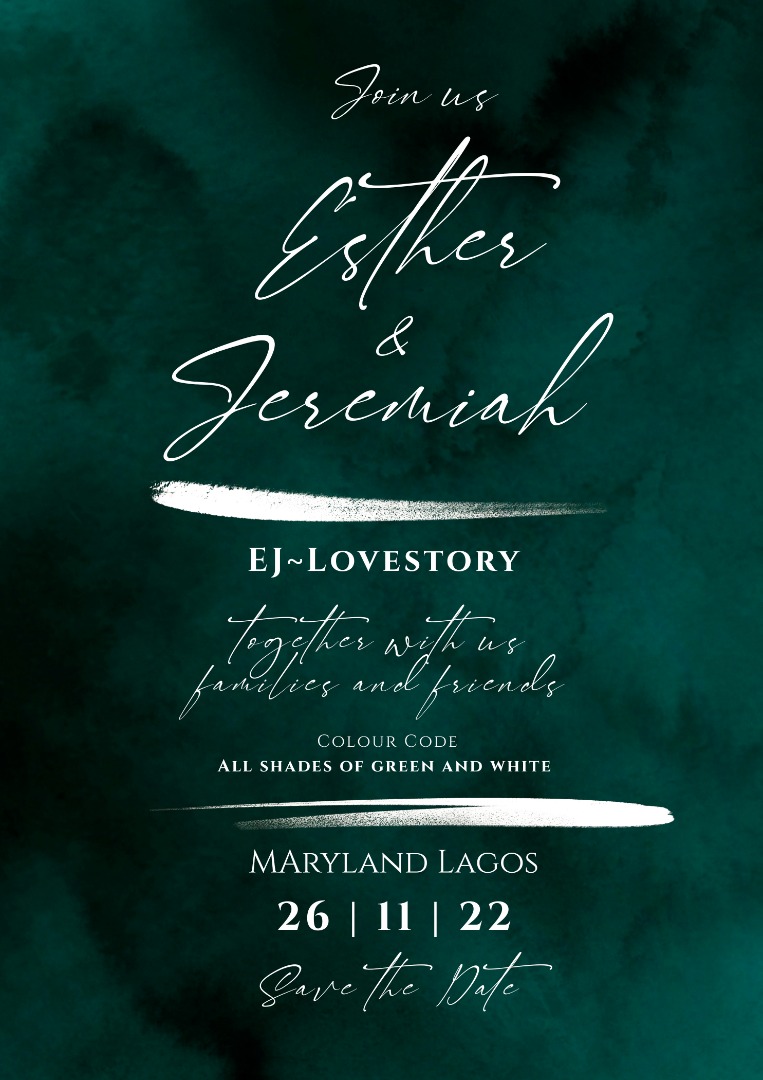 Join us
Esther
&
Jeremiah
EJ~LOVESTORY
together with us
families and friends
COLOUR CODE
ALL SHADES OF GREEN AND WHITE
MARYLAND LAGOS
26 | 11 | 22
Save the Date